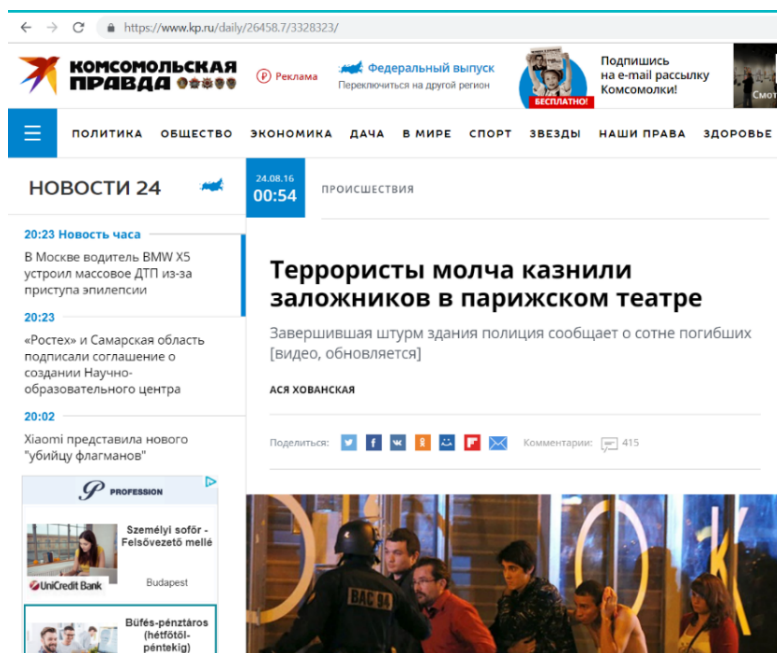 https://www.kp.ru/daily/26458.7/3328323/
КОМСОМОЛЬСКАЯ
ПРАВДА
Реклама
Федеральный выпуск
Переключиться на другой регион
БЕСПЛАТНО!
Подпишись
на e-mail рассылку
Комсомолки!
ПОЛИТИКА ОБЩЕСТВО ЭКОНОМИКА ДАЧА В МИРЕ СПОРТ ЗВЕЗДЫ НАШИ ПРАВА ЗДОРОВЬЕ
НОВОСТИ 24
20:23 Новость часа
В Москве водитель BMW X5
устроил массовое ДТП из-за
приступа эпилепсии
20:23
«Ростех» и Самарская область
подписали соглашение о
создании Научно-
образовательного центра
20:02
Xiaomi представила нового
"убийцу флагманов"
PROFESSION
Személyi sofőr -
Felsővezető mellé
UniCredit Bank
Budapest
Büfés-pénztáros
(hétfőtől-
péntekig)
24.08.16
00:54
ПРОИСШЕСТВИЯ
Террористы молча казнили
заложников в парижском театре
Завершившая штурм здания полиция сообщает о сотне погибших
[видео, обновляется]
АСЯ ХОВАНСКАЯ
Поделиться:
Комментарии: 415
BAC 94